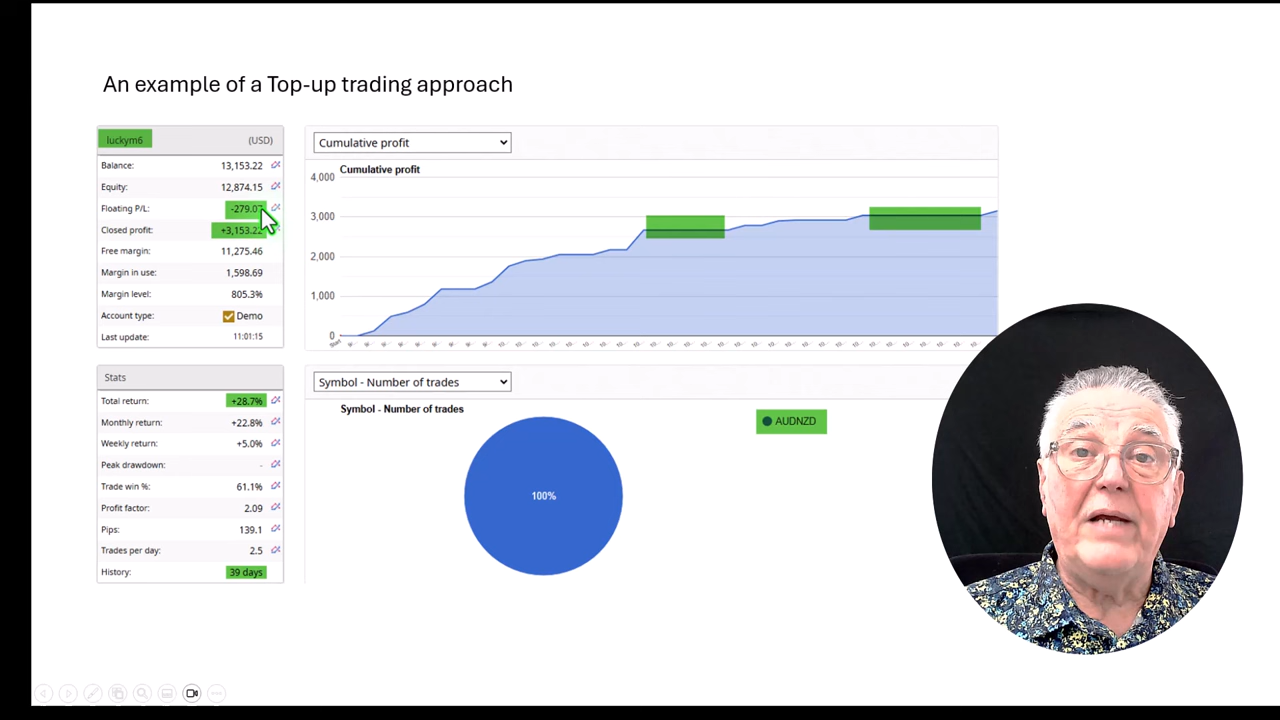 An example of a Top-up trading approach
luckym6 (USD)
Balance: 13,153.22
Equity: 12,874.15
Floating P/L: -279.07
Closed profit: +3,153.22
Free margin: 11,275.46
Margin in use: 1,598.69
Margin level: 805.3%
Account type: Demo
Last update: 11:01:15
Cumulative profit
Cumulative profit
4,000
3,000
2,000
1,000
0
Stats
Total return: +28.7%
Monthly return: +22.8%
Weekly return: +5.0%
Peak drawdown: -
Trade win %: 61.1%
Profit factor: 2.09
Pips: 139.1
Trades per day: 2.5
History: 39 days
Symbol - Number of trades
Symbol - Number of trades
AUDNZD
100%